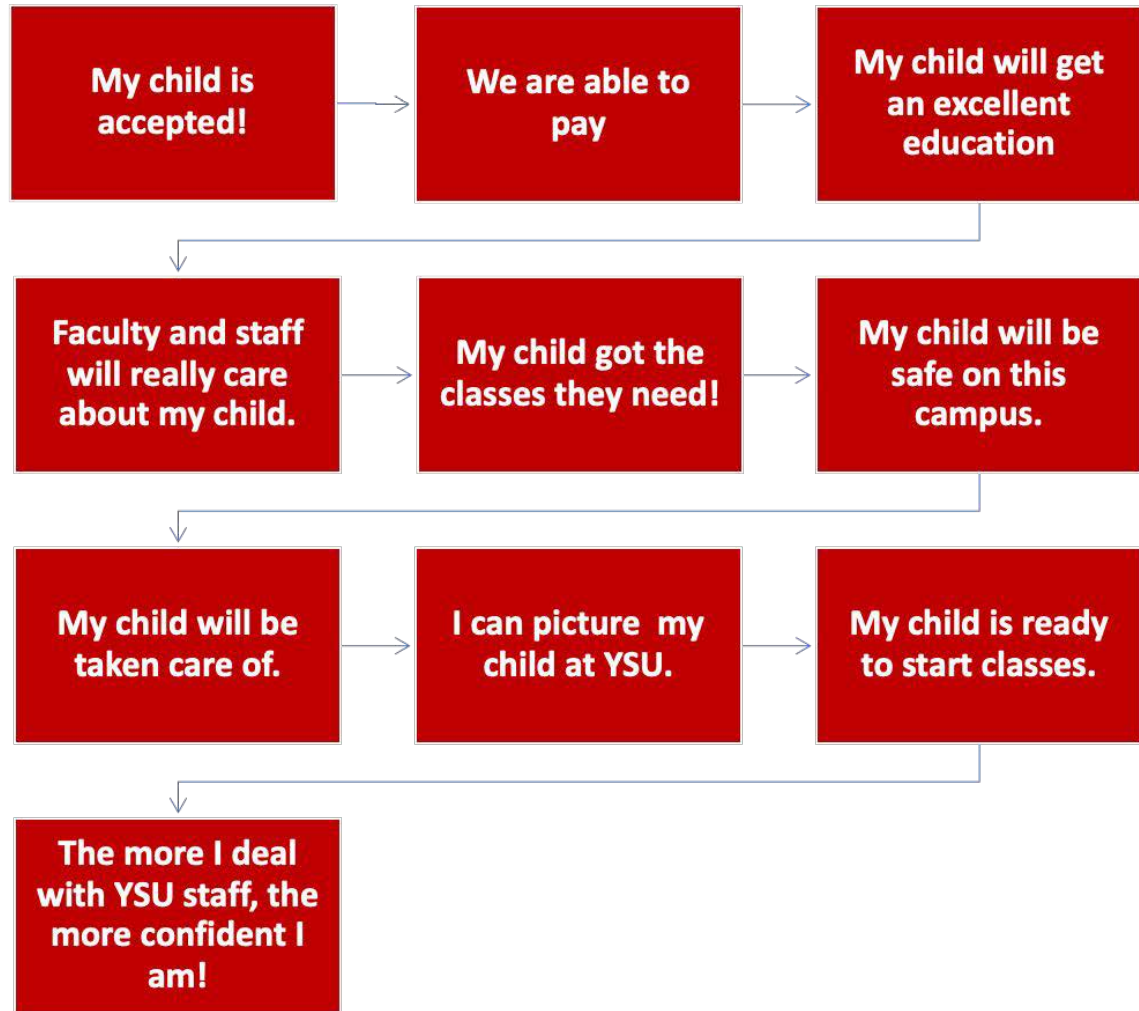 My child is
accepted!
We are able to
pay
My child will get
an excellent
education
Faculty and staff
will really care
about my child.
My child got the
classes they need!
My child will be
safe on this
campus.
My child will be
taken care of.
I can picture  my
child at YSU.
My child is ready
to start classes.
The more I deal
with YSU staff, the
more confident I
am!